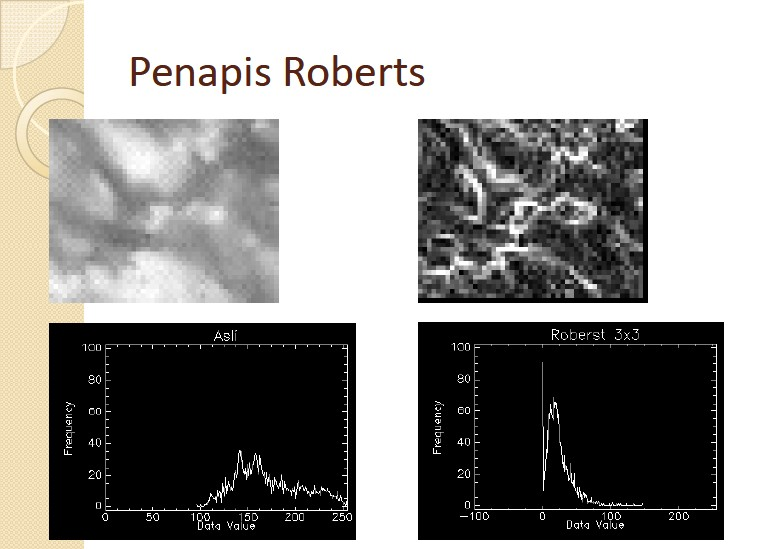 Penapis Roberts
Asli
100
80
60
40
20
0
Frequency
0 50 100 150 200 250
Data Value
Roberst 3x3
100
80
60
40
20
0
Frequency
-100 0 100 200
Data Value